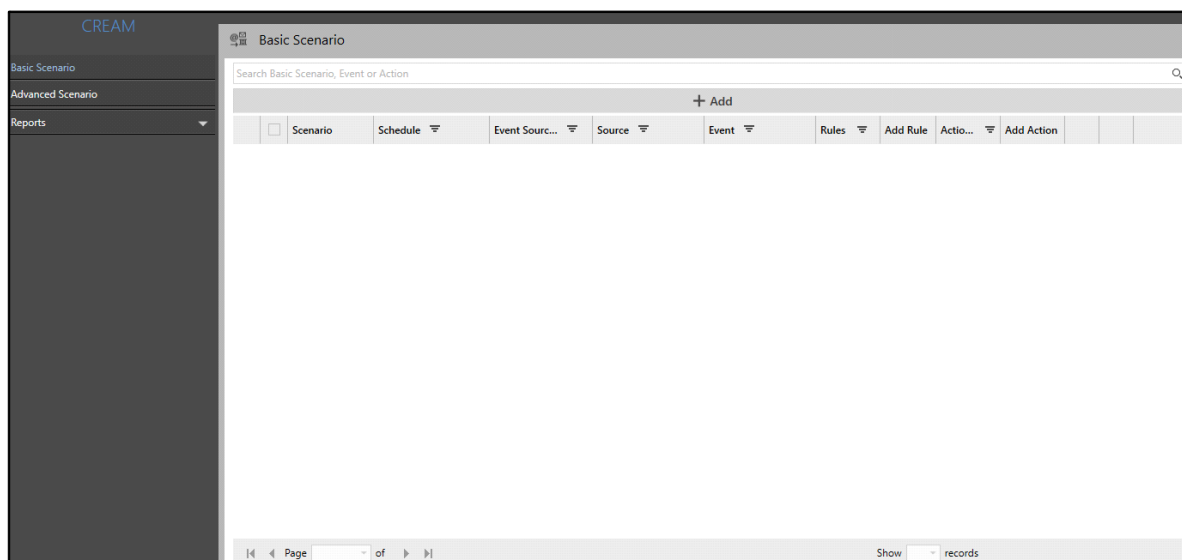 CREAM
Basic Scenario
Basic Scenario
Advanced Scenario
Reports
Search Basic Scenario, Event or Action
+ Add
Scenario Schedule Event Sourc... Source Event Rules Add Rule Actio... Add Action
Page of Show records